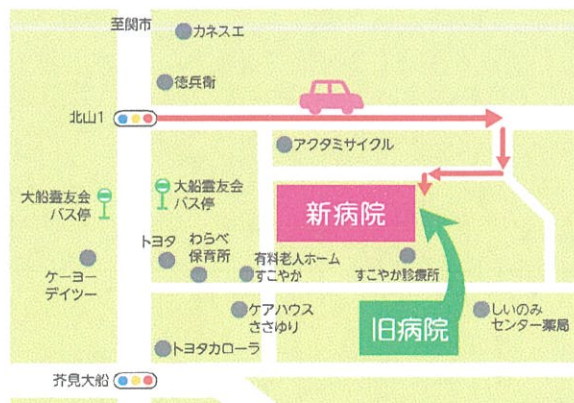 至関市
カネスエ
徳兵衛
北山1
アクタミサイクル
大船霊友会
バス停
大船霊友会
バス停
新病院
トヨタ
わらべ
保育所
有料老人ホーム
すこやか
すこやか診療所
ケーヨー
デイツー
ケアハウス
ささゆり
旧病院
しいのみ
センター薬局
トヨタカローラ
芥見大船